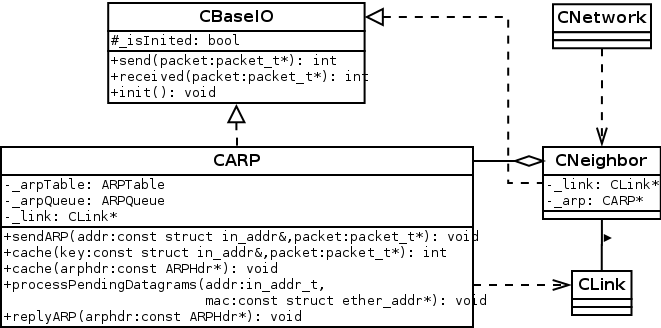 CBaseIO
#_isInited: bool
+send(packet:packet_t*): int
+received(packet:packet_t*): int
+init(): void
CNetwork
CARP
-_arpTable: ARPTable
-_arpQueue: ARPQueue
-_link: CLink*
+sendARP(addr:const struct in_addr&,packet:packet_t*): void
+cache(key:const struct in_addr&,packet:packet_t*): int
+cache(arphdr:const ARPHdr*): void
+processPendingDatagrams(addr:in_addr_t,
mac:const struct ether_addr*): void
+replyARP(arphdr:const ARPHdr*): void
CNeighbor
-_link: CLink*
-_arp: CARP*
CLink